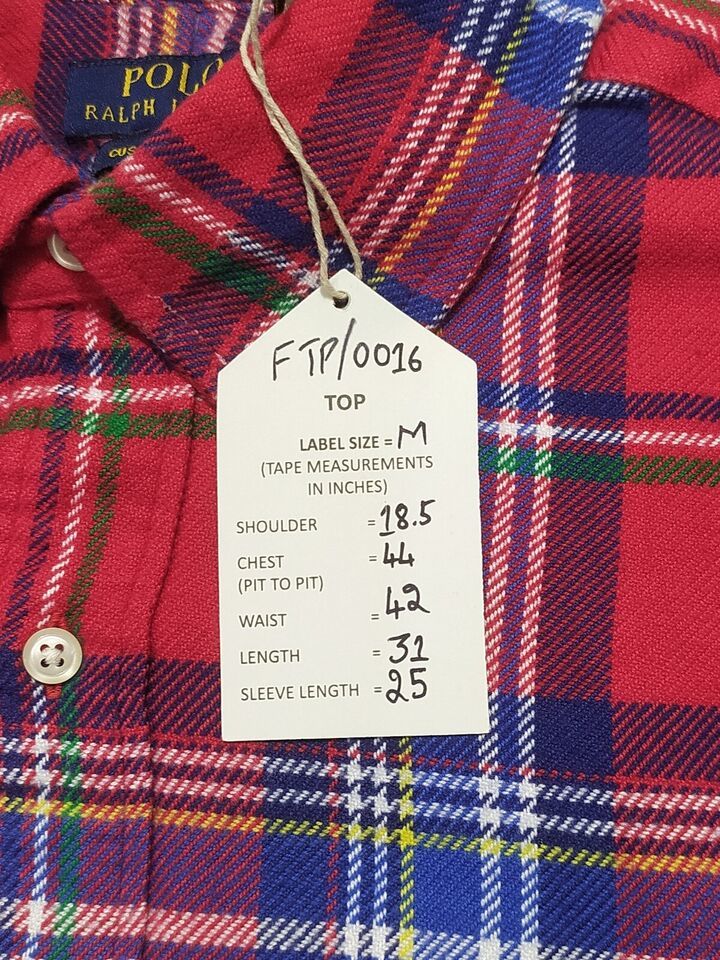 POLO
RALPH L
CUS
FTP/0016
TOP
LABEL SIZE = M
(TAPE MEASUREMENTS
IN INCHES)
SHOULDER = 18.5
CHEST = 44
(PIT TO PIT)
WAIST = 42
LENGTH = 31
SLEEVE LENGTH = 25